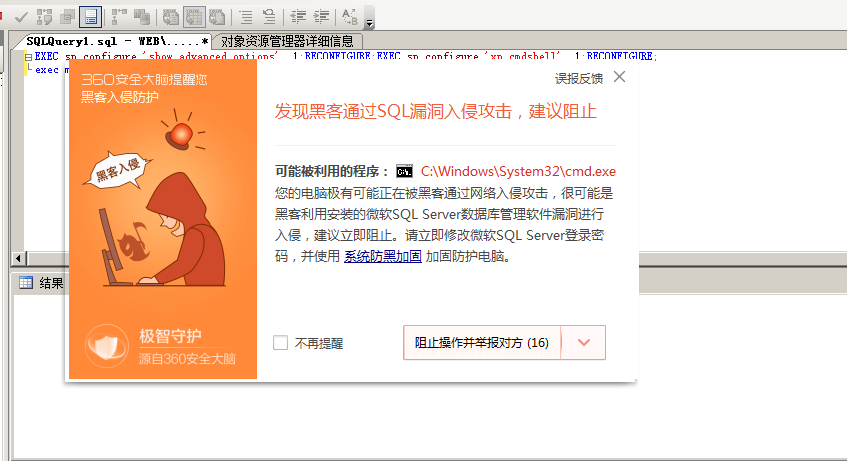 SQLQuery1.sql - WEB\.....*
对象资源管理器详细信息
EXEC sp_configure 'show advanced options', 1;RECONFIGURE;EXEC sp_configure 'xp_cmdshell', 1;RECONFIGURE;
exec m
360安全大脑提醒您
黑客入侵防护
误报反馈
发现黑客通过SQL漏洞入侵攻击，建议阻止
黑客入侵
可能被利用的程序： C:\Windows\System32\cmd.exe
您的电脑极有可能正在被黑客通过网络入侵攻击，很可能是
黑客利用安装的微软SQL Server数据库管理软件漏洞进行
入侵，建议立即阻止。请立即修改微软SQL Server登录密
码，并使用 系统防黑加固 加固防护电脑。
结果
极智守护
源自360安全大脑
不再提醒
阻止操作并举报对方 (16)